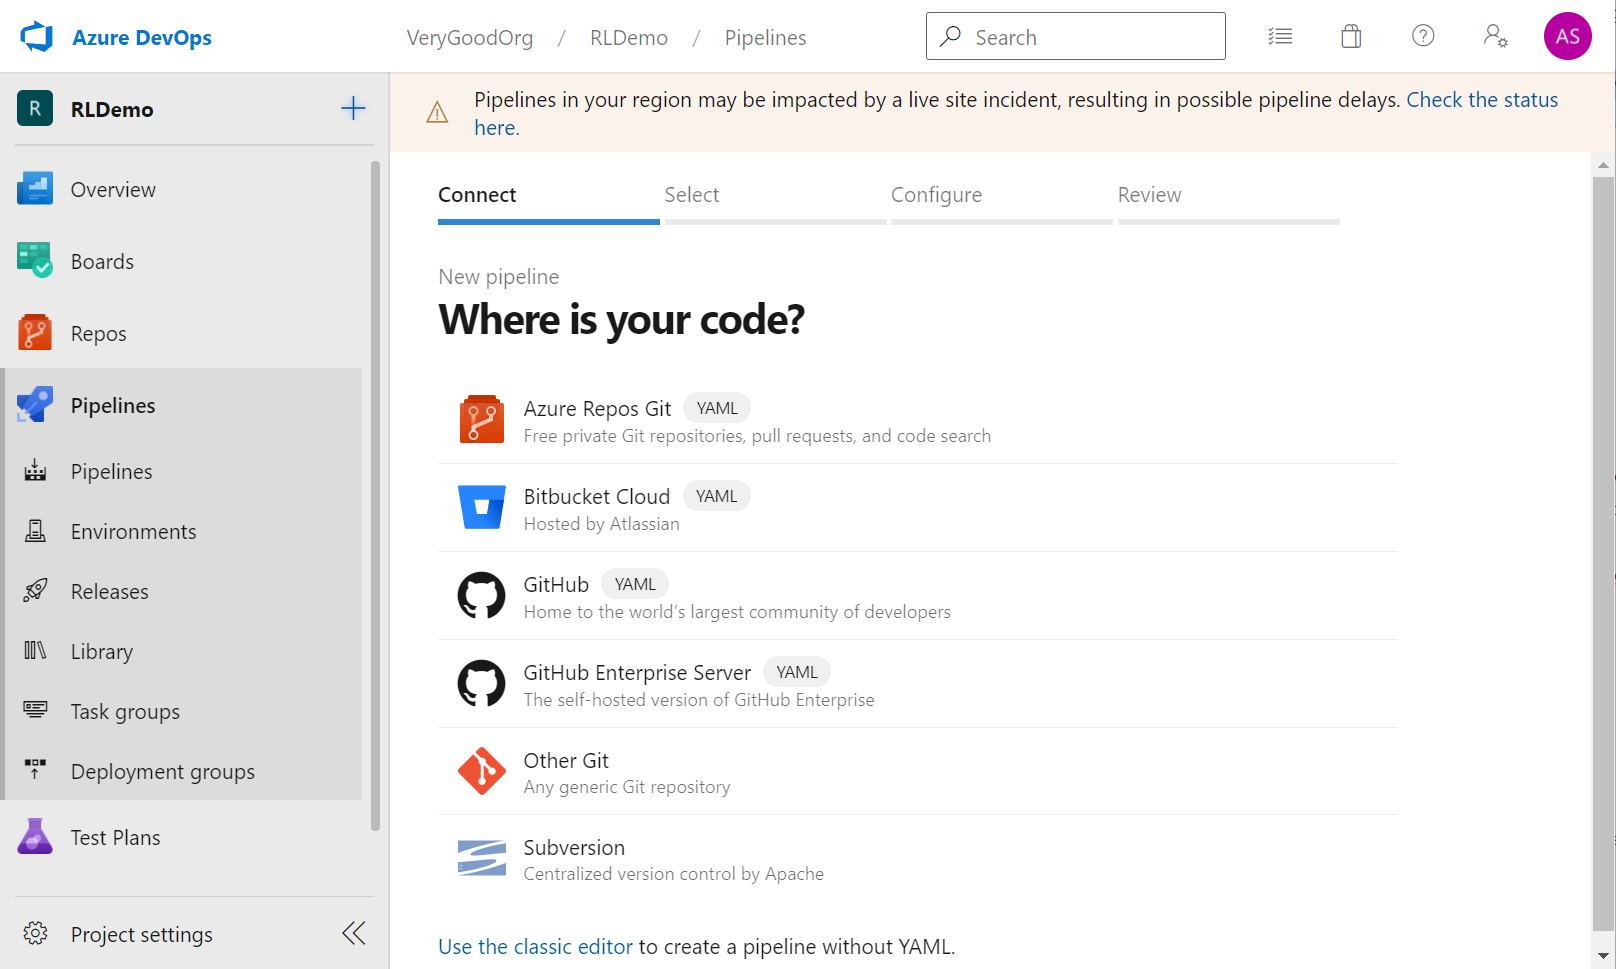 Azure DevOps
VeryGoodOrg / RLDemo / Pipelines
Search
AS
R RLDemo
Overview
Boards
Repos
Pipelines
Pipelines
Environments
Releases
Library
Task groups
Deployment groups
Test Plans
Project settings
Pipelines in your region may be impacted by a live site incident, resulting in possible pipeline delays. Check the status
here.
Connect
Select
Configure
Review
New pipeline
Where is your code?
Azure Repos Git YAML
Free private Git repositories, pull requests, and code search
Bitbucket Cloud YAML
Hosted by Atlassian
GitHub YAML
Home to the world’s largest community of developers
GitHub Enterprise Server YAML
The self-hosted version of GitHub Enterprise
Other Git
Any generic Git repository
Subversion
Centralized version control by Apache
Use the classic editor to create a pipeline without YAML.